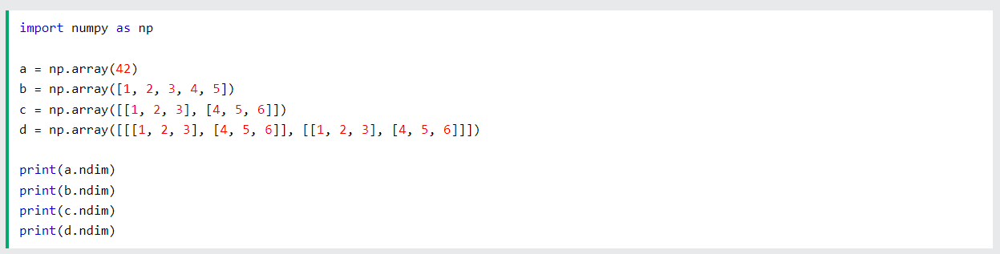 import numpy as np
a = np.array(42)
b = np.array([1, 2, 3, 4, 5])
c = np.array([[1, 2, 3], [4, 5, 6]])
d = np.array([[[1, 2, 3], [4, 5, 6]], [[1, 2, 3], [4, 5, 6]]])
print(a.ndim)
print(b.ndim)
print(c.ndim)
print(d.ndim)